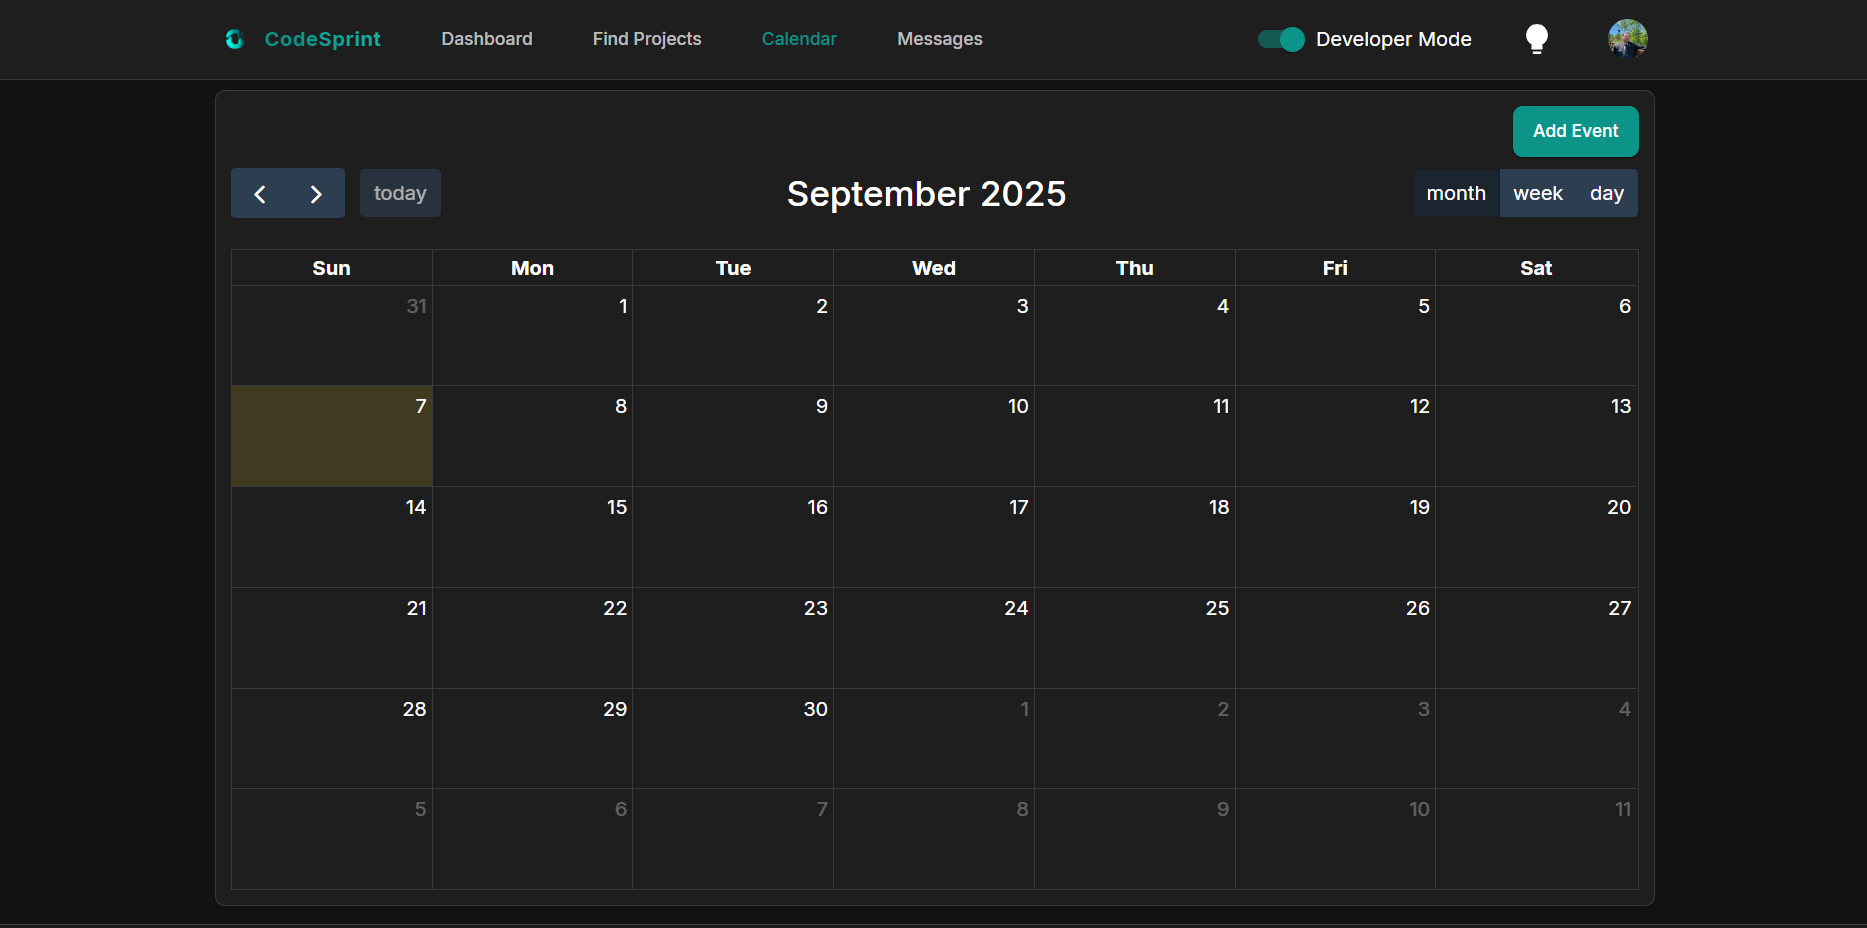 CodeSprint Dashboard Find Projects Calendar Messages Developer Mode
Add Event
today September 2025 month week day
Sun Mon Tue Wed Thu Fri Sat
31 1 2 3 4 5 6
7 8 9 10 11 12 13
14 15 16 17 18 19 20
21 22 23 24 25 26 27
28 29 30 1 2 3 4
5 6 7 8 9 10 11